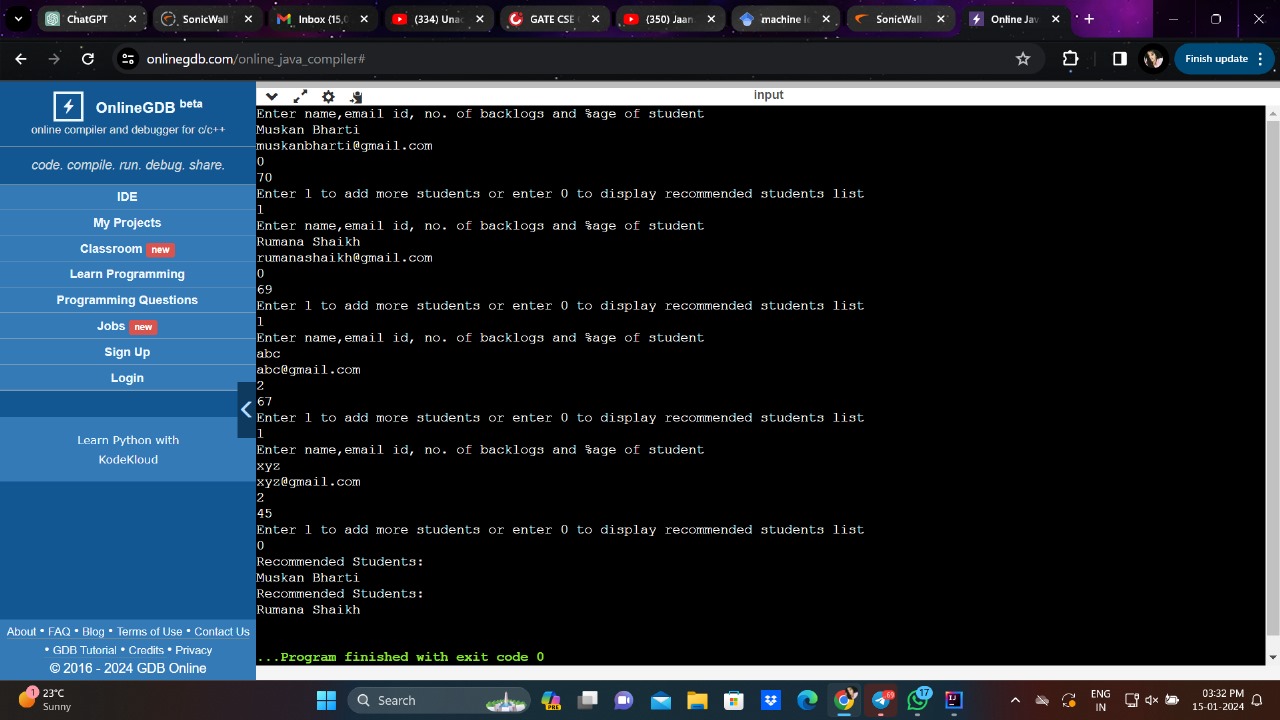 ChatGPT
SonicWall
Inbox (15,0
(334) Unac
GATE CSE
(350) Jaan
machine le
SonicWall
Online Jav
onlinegdb.com/online_java_compiler#
Finish update
OnlineGDB beta
online compiler and debugger for c/c++
code. compile. run. debug. share.
IDE
My Projects
Classroom new
Learn Programming
Programming Questions
Jobs new
Sign Up
Login
Learn Python with
KodeKloud
About • FAQ • Blog • Terms of Use • Contact Us
• GDB Tutorial • Credits • Privacy
© 2016 - 2024 GDB Online
input
Enter name,email id, no. of backlogs and %age of student
Muskan Bharti
muskanbharti@gmail.com
0
70
Enter 1 to add more students or enter 0 to display recommended students list
1
Enter name,email id, no. of backlogs and %age of student
Rumana Shaikh
rumanashaikh@gmail.com
0
69
Enter 1 to add more students or enter 0 to display recommended students list
1
Enter name,email id, no. of backlogs and %age of student
abc
abc@gmail.com
2
67
Enter 1 to add more students or enter 0 to display recommended students list
1
Enter name,email id, no. of backlogs and %age of student
xyz
xyz@gmail.com
2
45
Enter 1 to add more students or enter 0 to display recommended students list
0
Recommended Students:
Muskan Bharti
Recommended Students:
Rumana Shaikh
...Program finished with exit code 0
1
23°C
Sunny
Search
PRE
69
17
ENG
IN
03:32 PM
15-01-2024